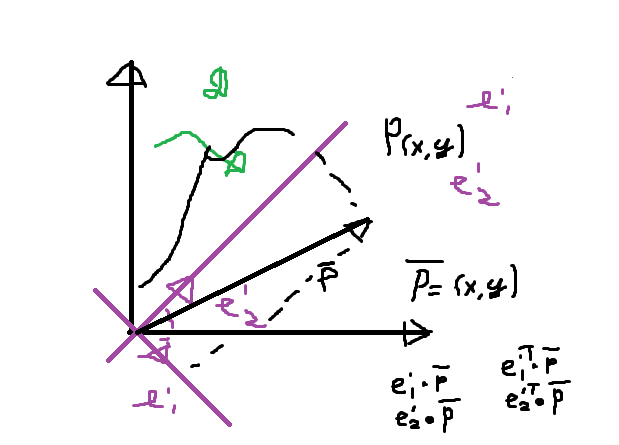 e'₁
P(x,y)
e'₂
p̄
P̄= (x,y)
e'₂
e'₁
e'₁·p̄
e'₂·p̄
e'₁ᵀ·p̄
e'₂ᵀ·p̄